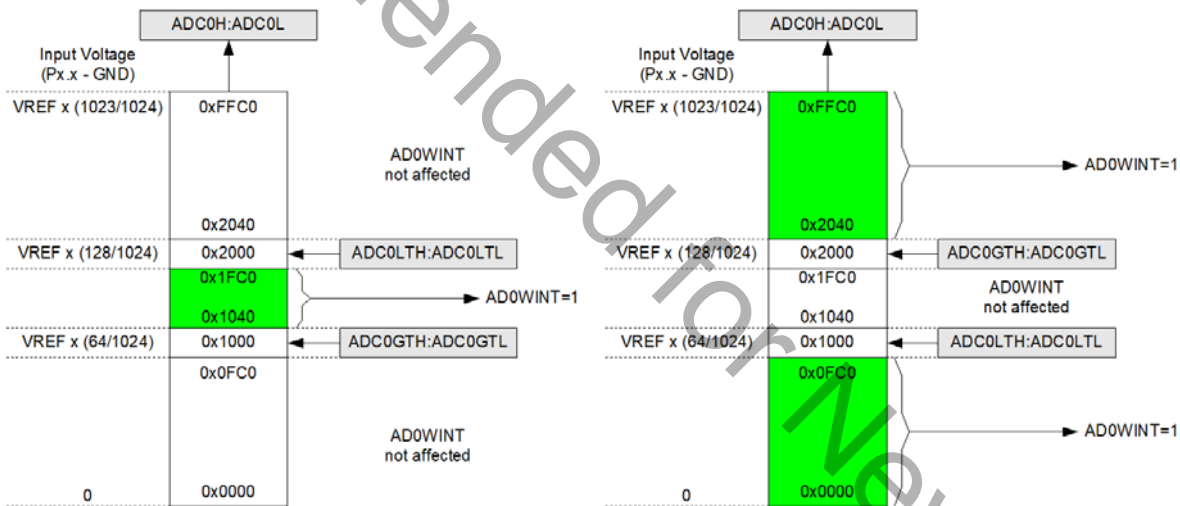 ADC0H:ADC0L
Input Voltage
(Px.x - GND)
VREF x (1023/1024)
0xFFC0
AD0WINT
not affected
0x2040
VREF x (128/1024)
0x2000
ADC0LTH:ADC0LTL
0x1FC0
AD0WINT=1
0x1040
VREF x (64/1024)
0x1000
ADC0GTH:ADC0GTL
0x0FC0
AD0WINT
not affected
0
0x0000
ADC0H:ADC0L
Input Voltage
(Px.x - GND)
VREF x (1023/1024)
0xFFC0
AD0WINT=1
0x2040
VREF x (128/1024)
0x2000
ADC0GTH:ADC0GTL
0x1FC0
AD0WINT
not affected
0x1040
VREF x (64/1024)
0x1000
ADC0LTH:ADC0LTL
0x0FC0
AD0WINT=1
0
0x0000
for